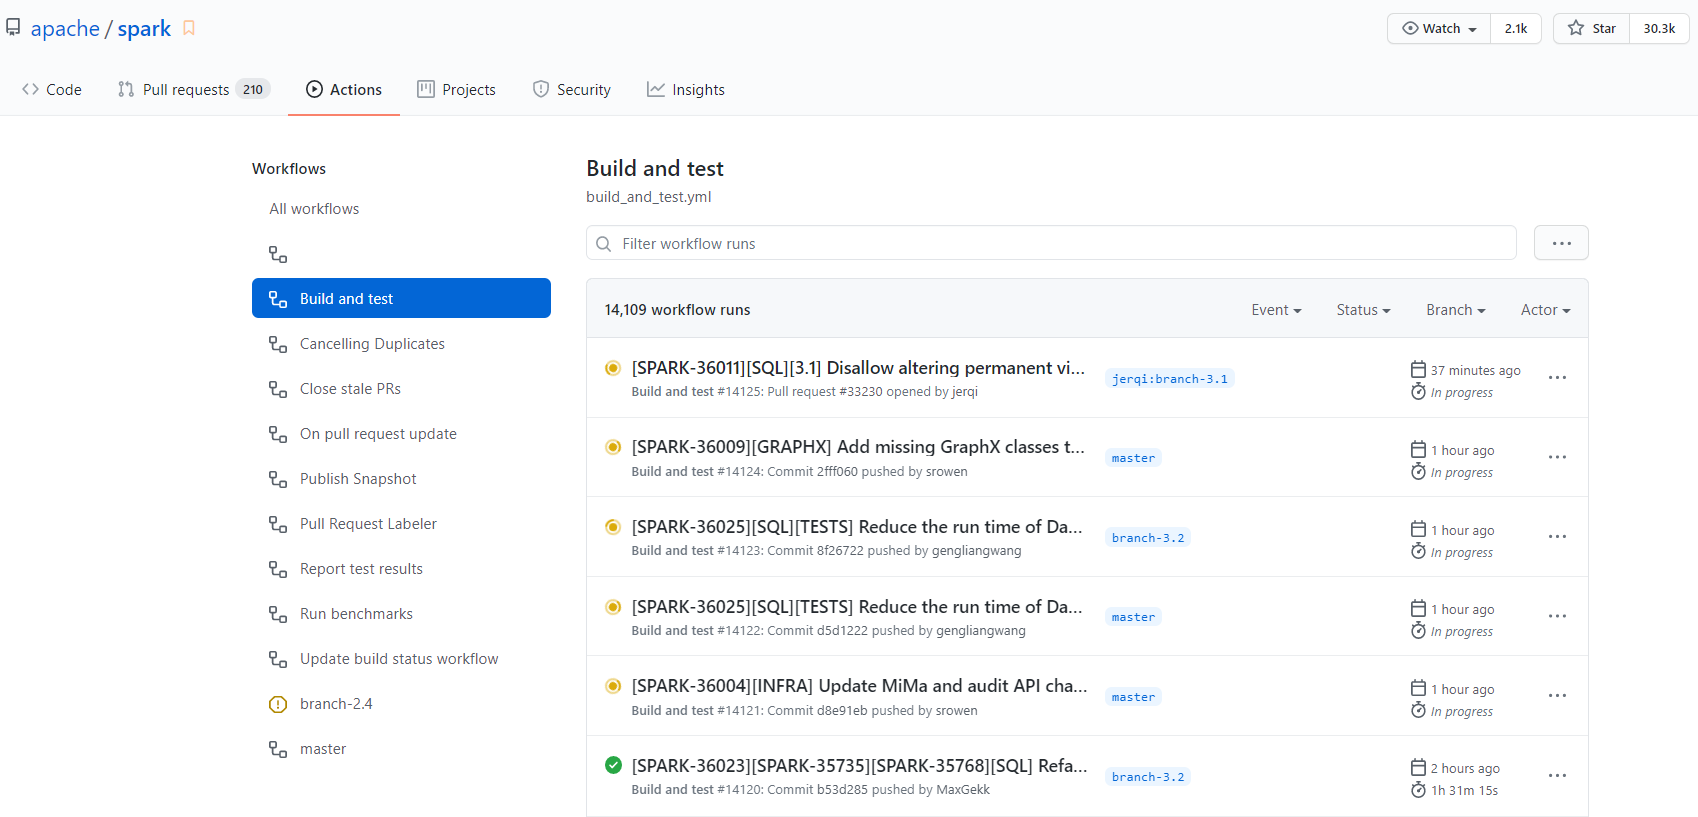 apache / spark
Watch 2.1k
Star 30.3k
Code
Pull requests 210
Actions
Projects
Security
Insights
Workflows
All workflows
Build and test
Cancelling Duplicates
Close stale PRs
On pull request update
Publish Snapshot
Pull Request Labeler
Report test results
Run benchmarks
Update build status workflow
branch-2.4
master
Build and test
build_and_test.yml
Filter workflow runs
14,109 workflow runs
Event
Status
Branch
Actor
[SPARK-36011][SQL][3.1] Disallow altering permanent vi...
Build and test #14125: Pull request #33230 opened by jerqi
jerqi:branch-3.1
37 minutes ago
In progress
[SPARK-36009][GRAPHX] Add missing GraphX classes t...
Build and test #14124: Commit 2fff060 pushed by srowen
master
1 hour ago
In progress
[SPARK-36025][SQL][TESTS] Reduce the run time of Da...
Build and test #14123: Commit 8f26722 pushed by gengliangwang
branch-3.2
1 hour ago
In progress
[SPARK-36025][SQL][TESTS] Reduce the run time of Da...
Build and test #14122: Commit d5d1222 pushed by gengliangwang
master
1 hour ago
In progress
[SPARK-36004][INFRA] Update MiMa and audit API cha...
Build and test #14121: Commit d8e91eb pushed by srowen
master
1 hour ago
In progress
[SPARK-36023][SPARK-35735][SPARK-35768][SQL] Refa...
Build and test #14120: Commit b53d285 pushed by MaxGekk
branch-3.2
2 hours ago
1h 31m 15s